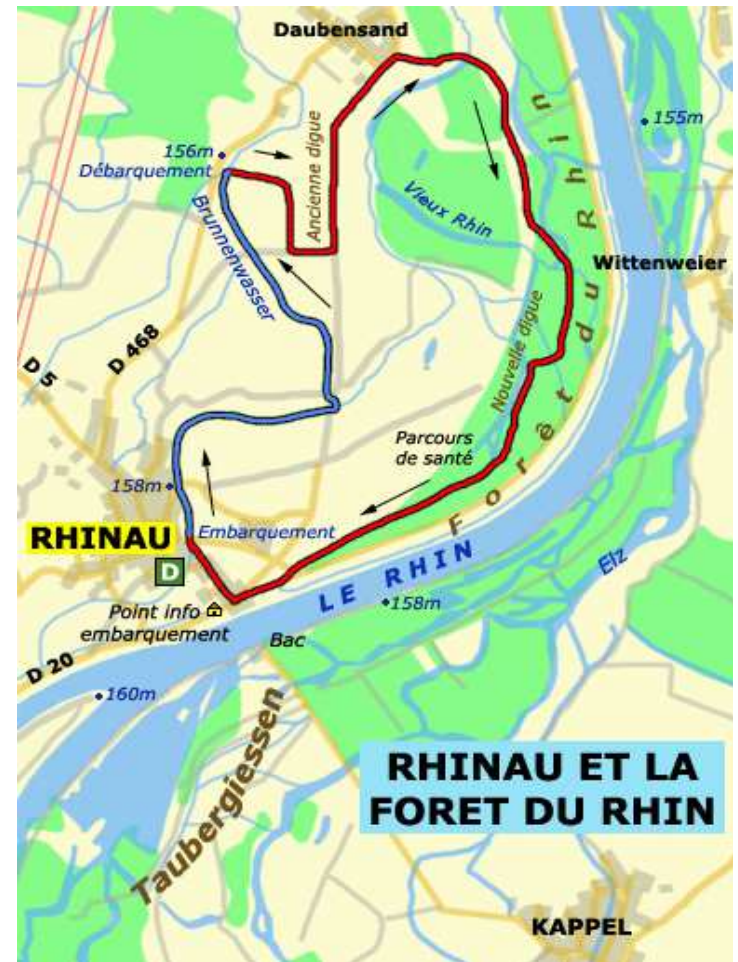 Daubensand
156m
Débarquement
Ancienne digue
Forêt du Rhin
155m
Vieux Rhin
Brunnenwasser
Wittenweier
D 468
D 5
Nouvelle digue
Parcours
de santé
158m
RHINAU
Embarquement
D
LE RHIN
Elz
Point info
embarquement
158m
Bac
D 20
160m
Taubergiessen
RHINAU ET LA
FORET DU RHIN
KAPPEL